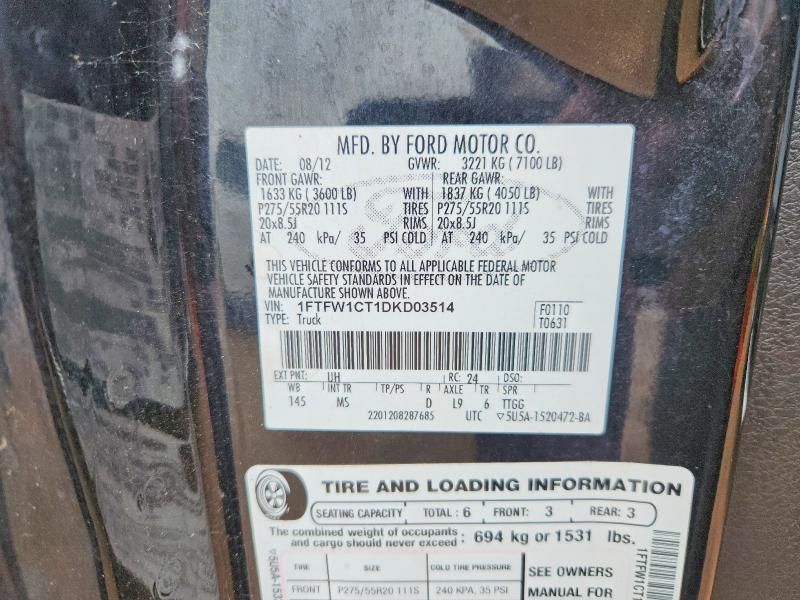 MFD. BY FORD MOTOR CO.
DATE: 08/12 GVWR: 3221 KG ( 7100 LB)
FRONT GAWR: REAR GAWR:
1633 KG ( 3600 LB) WITH 1837 KG ( 4050 LB) WITH
P275/55R20 111S TIRES P275/55R20 111S TIRES
20x8.5J RIMS 20x8.5J RIMS
AT 240 kPa/ 35 PSI COLD AT 240 kPa/ 35 PSI COLD
THIS VEHICLE CONFORMS TO ALL APPLICABLE FEDERAL MOTOR
VEHICLE SAFETY STANDARDS IN EFFECT ON THE DATE OF
MANUFACTURE SHOWN ABOVE.
VIN: 1FTFW1CT1DKD03514 F0110
TYPE: Truck T0631
EXT PNT: UH RC: 24 DSO:
WB INT TR TP/PS R AXLE TR SPR
145 MS D L9 6 TTGG
2201208287685 UTC 5U5A-1520472-BA
TIRE AND LOADING INFORMATION
SEATING CAPACITY TOTAL : 6 FRONT: 3 REAR: 3
The combined weight of occupants
and cargo should never exceed : 694 kg or 1531 lbs.
TIRE SIZE COLD TIRE PRESSURE SEE OWNERS
FRONT P275/55R20 111S 240 KPA, 35 PSI MANUAL FOR
5U5A-153
1FTFW1CT1